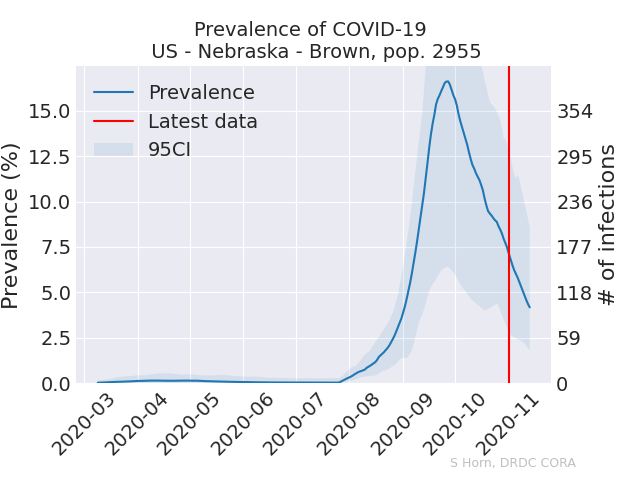 Prevalence of COVID-19
US - Nebraska - Brown, pop. 2955
Prevalence
Latest data
95CI
Prevalence (%)
15.0
12.5
10.0
7.5
5.0
2.5
0.0
354
295
236
177
118
59
0
# of infections
2020-03
2020-04
2020-05
2020-06
2020-07
2020-08
2020-09
2020-10
2020-11
S Horn, DRDC CORA